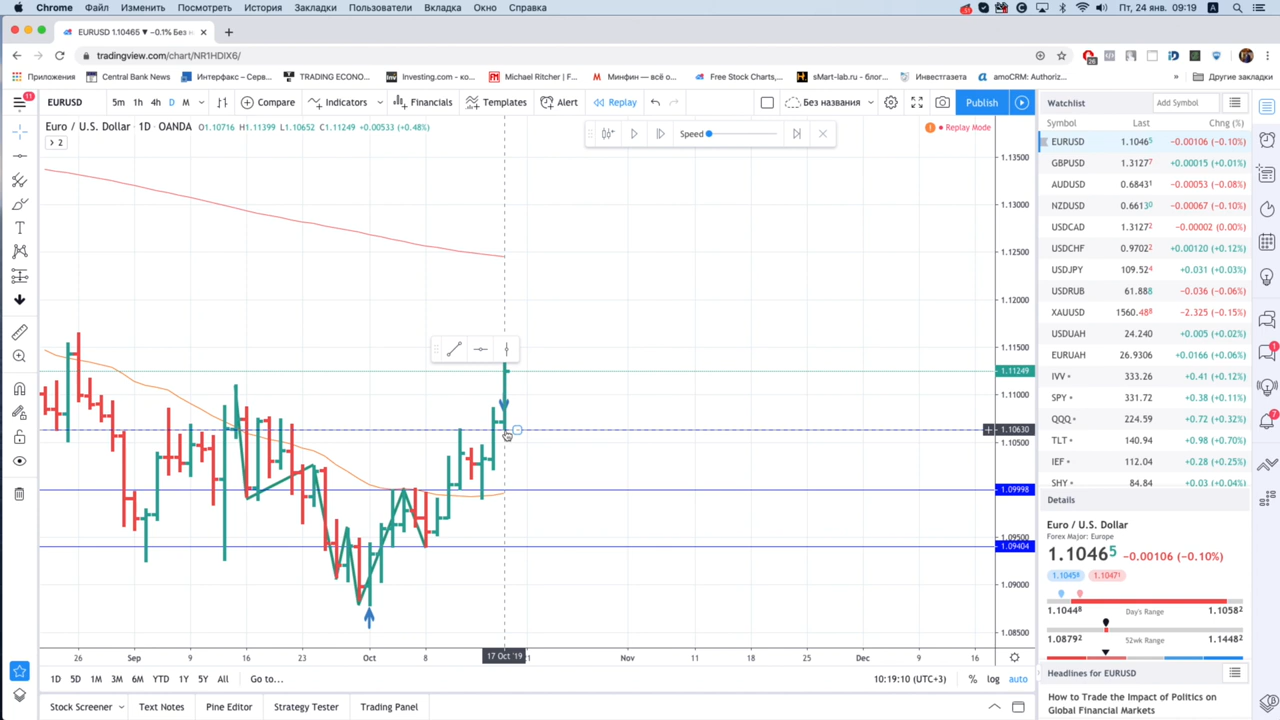 Chrome Файл Изменить Посмотреть История Закладки Пользователи Вкладка Окно Справка Пт, 24 янв. 09:19
EURUSD 1.10465 ▼ −0.1% Без н
tradingview.com/chart/NR1HDIX6/
Приложения Central Bank News Интерфакс – Серв... TRADING ECONO... Investing.com - ко... Michael Ritcher | F... Минфин — всё о... Free Stock Charts,... sMart-lab.ru - блог... Инвестгазета amoCRM: Authoriz... » Другие закладки
EURUSD 5m 1h 4h D M Compare Indicators Financials Templates Alert Replay Без названия Publish
Watchlist Add Symbol
Euro / U.S. Dollar · 1D · OANDA O1.10716 H1.11399 L1.10652 C1.11249 +0.00533 (+0.48%)
2
Speed
Replay Mode
Symbol Last Chng (%)
EURUSD 1.10465 −0.00106 (−0.10%)
GBPUSD 1.31277 +0.00015 (+0.01%)
AUDUSD 0.68431 −0.00053 (−0.08%)
NZDUSD 0.66130 −0.00067 (−0.10%)
USDCAD 1.31272 −0.00002 (0.00%)
USDCHF 0.97022 +0.00120 (+0.12%)
USDJPY 109.524 +0.031 (+0.03%)
USDRUB 61.888 −0.036 (−0.06%)
XAUUSD 1560.488 −2.325 (−0.15%)
USDUAH 24.240 +0.005 (+0.02%)
EURUAH 26.9306 +0.0166 (+0.06%)
IVV 333.26 +0.41 (+0.12%)
SPY 331.72 +0.38 (+0.11%)
QQQ 224.59 +0.72 (+0.32%)
TLT 140.94 −0.98 (−0.70%)
IEF 112.04 +0.28 (+0.25%)
SHY 84.84 +0.03 (+0.04%)
1.13500
1.13000
1.12500
1.12000
1.11500
1.11249
1.11000
1.10630
1.10500
1.09998
1.09500
1.09404
1.09000
1.08500
Details
Euro / U.S. Dollar
Forex Major: Europe
1.10465 −0.00106 (−0.10%)
1.10458 1.10471
1.10448 Day's Range 1.10582
1.08792 52wk Range 1.14482
26 Sep 9 16 23 Oct 8 17 Oct '19 21 Nov 11 18 25 Dec 9 16
1D 5D 1M 3M 6M YTD 1Y 5Y All Go to... 10:19:10 (UTC+3) % log auto
Headlines for EURUSD
How to Trade the Impact of Politics on
Global Financial Markets
Stock Screener Text Notes Pine Editor Strategy Tester Trading Panel